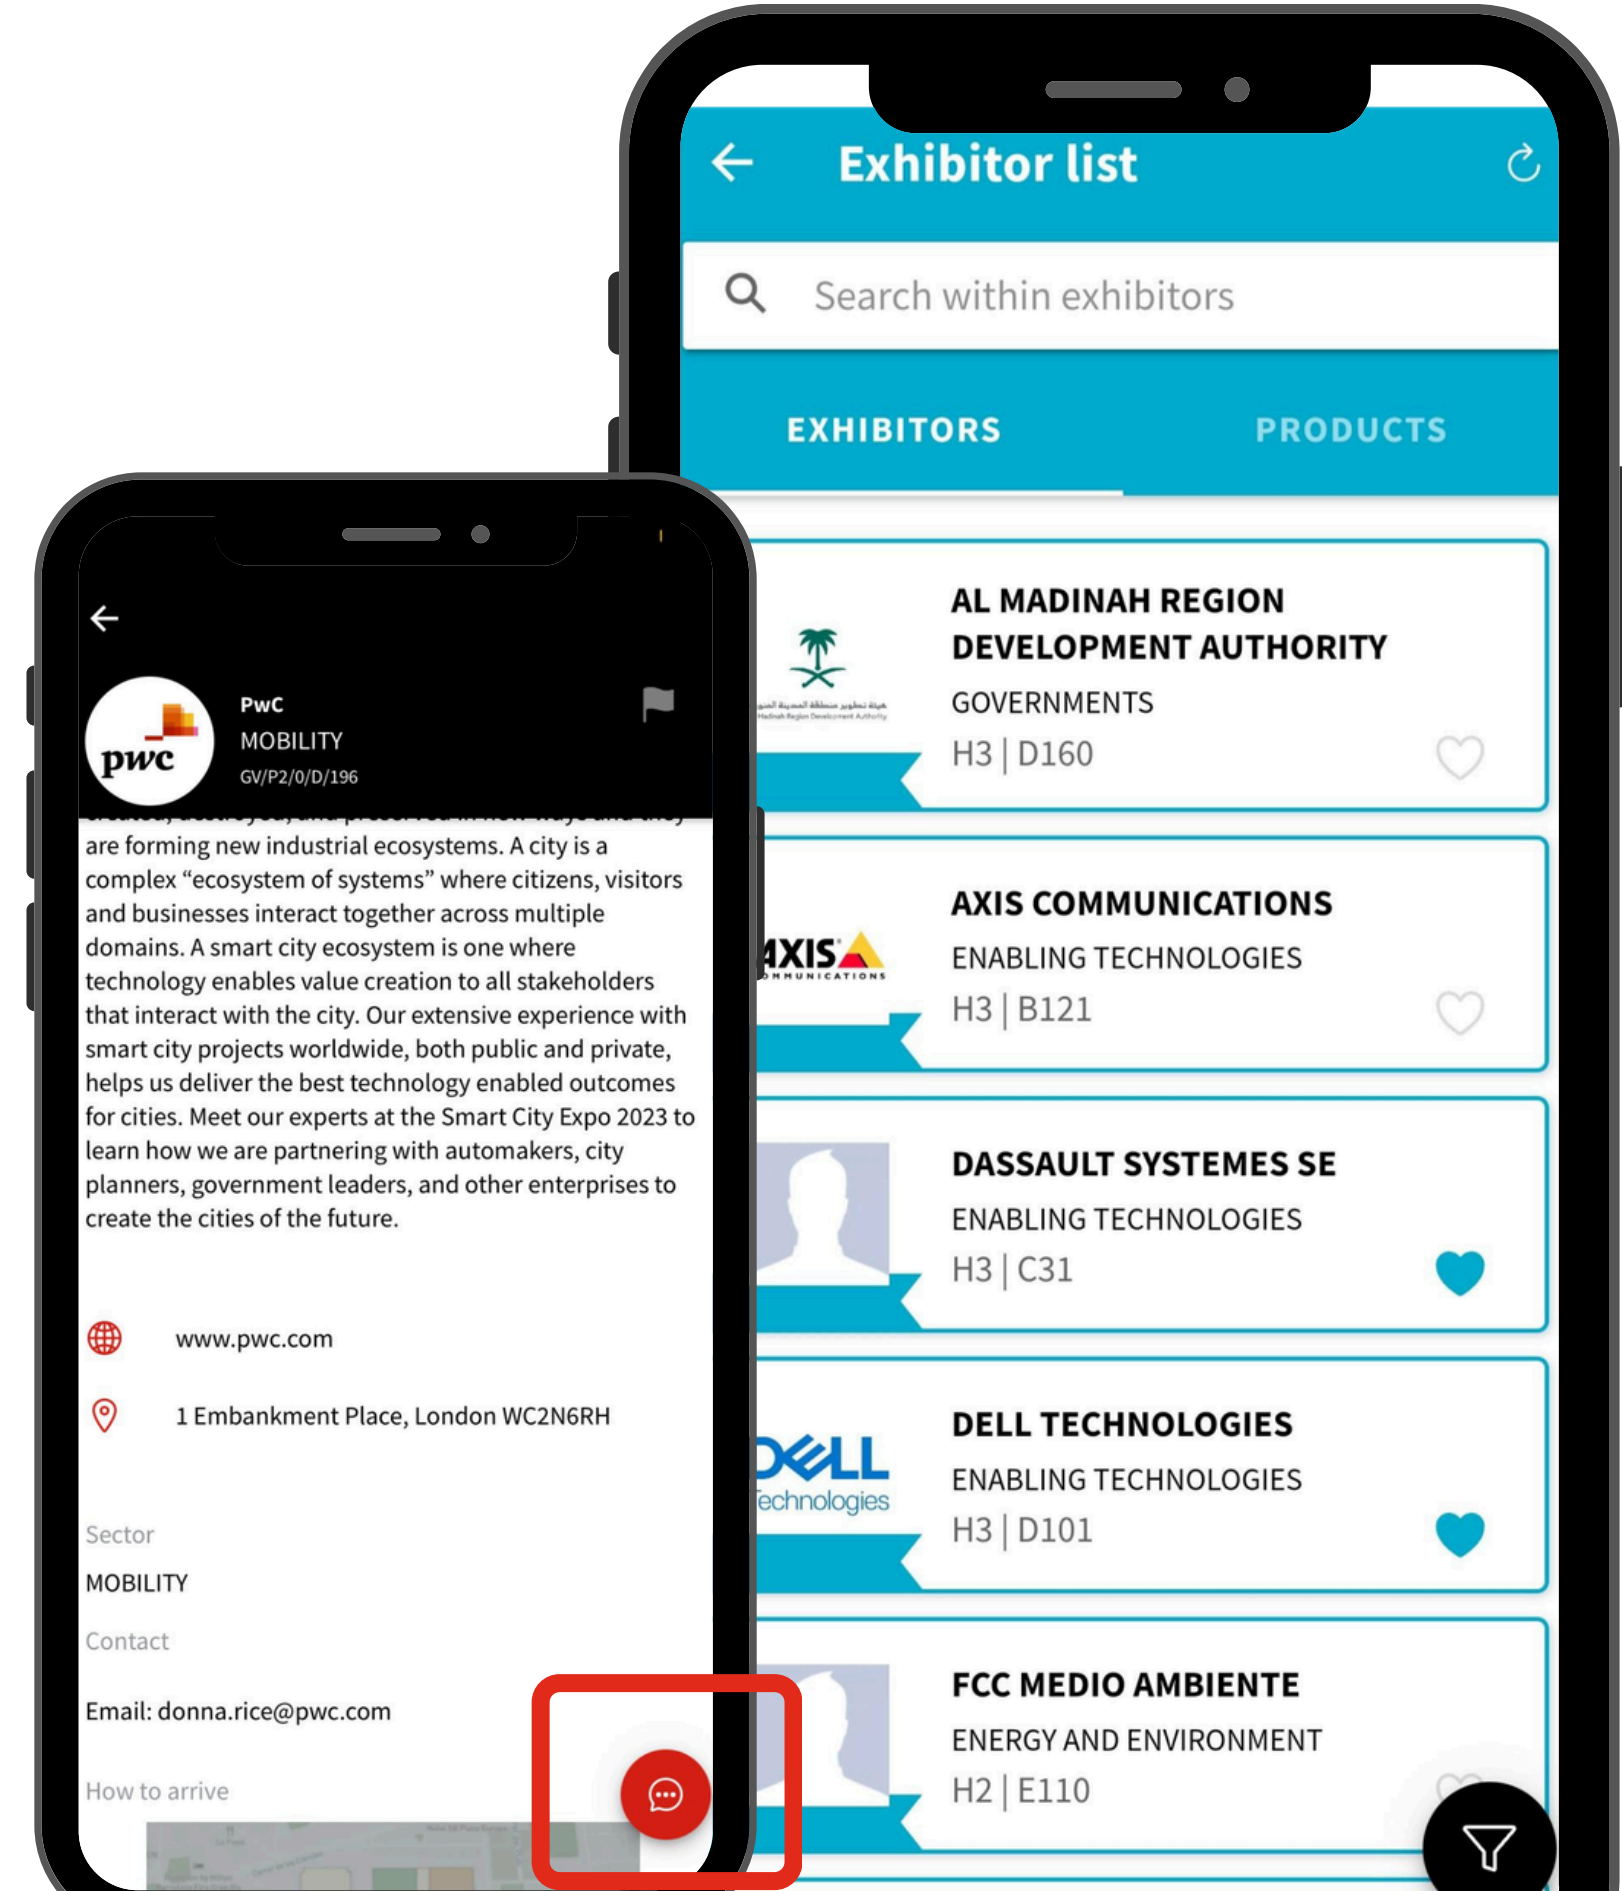 Exhibitor list
Search within exhibitors
EXHIBITORS
PRODUCTS
AL MADINAH REGION
DEVELOPMENT AUTHORITY
GOVERNMENTS
H3 | D160
AXIS COMMUNICATIONS
ENABLING TECHNOLOGIES
H3 | B121
AXIS
OMMUNICATIONS
DASSAULT SYSTEMES SE
ENABLING TECHNOLOGIES
H3 | C31
DELL TECHNOLOGIES
ENABLING TECHNOLOGIES
H3 | D101
DELL
Technologies
FCC MEDIO AMBIENTE
ENERGY AND ENVIRONMENT
H2 | E110
pwc
PwC
MOBILITY
GV/P2/0/D/196
are forming new industrial ecosystems. A city is a
complex “ecosystem of systems” where citizens, visitors
and businesses interact together across multiple
domains. A smart city ecosystem is one where
technology enables value creation to all stakeholders
that interact with the city. Our extensive experience with
smart city projects worldwide, both public and private,
helps us deliver the best technology enabled outcomes
for cities. Meet our experts at the Smart City Expo 2023 to
learn how we are partnering with automakers, city
planners, government leaders, and other enterprises to
create the cities of the future.
www.pwc.com
1 Embankment Place, London WC2N6RH
Sector
MOBILITY
Contact
Email: donna.rice@pwc.com
How to arrive